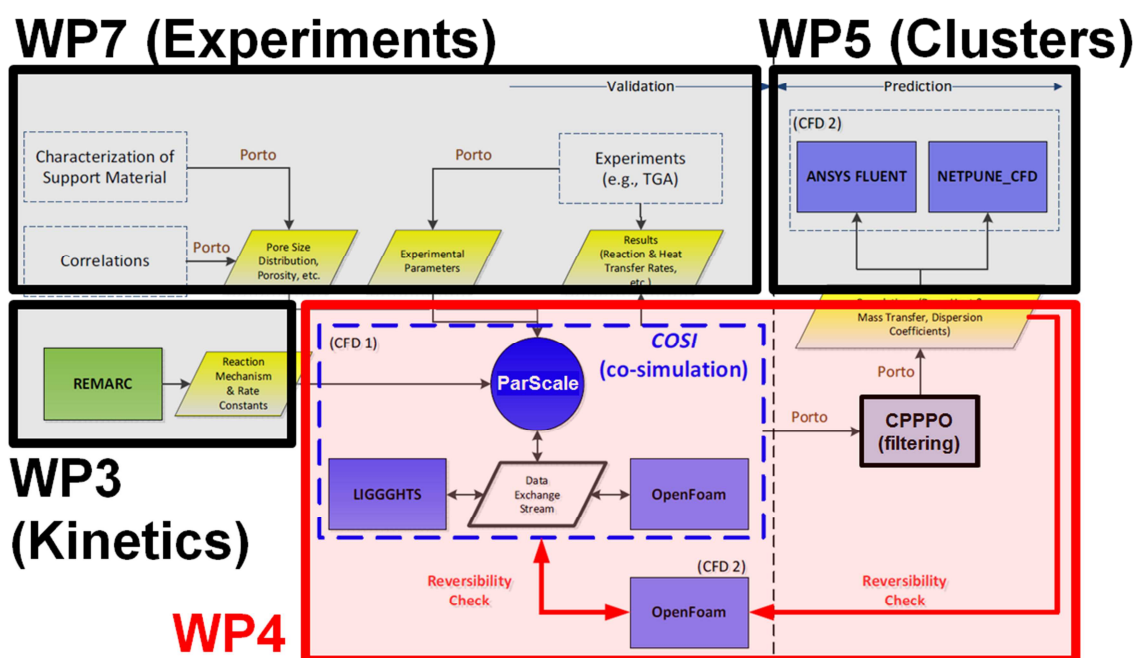 WP7 (Experiments)
WP5 (Clusters)
Validation
Prediction
(CFD 2)
Characterization of
Support Material
Porto
Porto
Experiments
(e.g., TGA)
ANSYS FLUENT
NETPUNE_CFD
Correlations
Porto
Pore Size
Distribution,
Porosity, etc.
Experimental
Parameters
Results
(Reaction & Heat
Transfer Rates,
etc.)
Mass Transfer, Dispersion
Coefficients)
(CFD 1)
COSI
(co-simulation)
REMARC
Reaction
Mechanism
& Rate
Constants
ParScale
Porto
Porto
CPPPO
(filtering)
WP3
(Kinetics)
LIGGGHTS
Data
Exchange
Stream
OpenFoam
(CFD 2)
Reversibility
Check
OpenFoam
Reversibility
Check
WP4